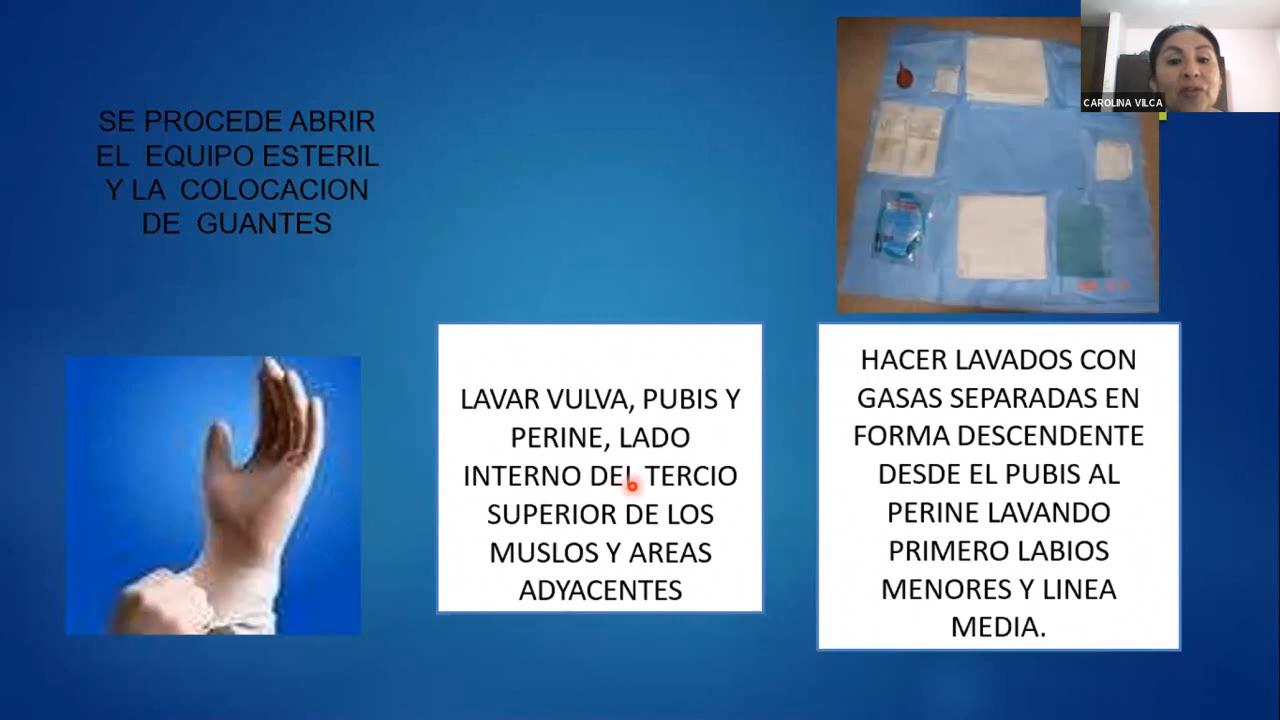 SE PROCEDE ABRIR
EL EQUIPO ESTERIL
Y LA COLOCACION
DE GUANTES
CAROLINA VILCA
LAVAR VULVA, PUBIS Y
PERINE, LADO
INTERNO DEL TERCIO
SUPERIOR DE LOS
MUSLOS Y AREAS
ADYACENTES
HACER LAVADOS CON
GASAS SEPARADAS EN
FORMA DESCENDENTE
DESDE EL PUBIS AL
PERINE LAVANDO
PRIMERO LABIOS
MENORES Y LINEA
MEDIA.